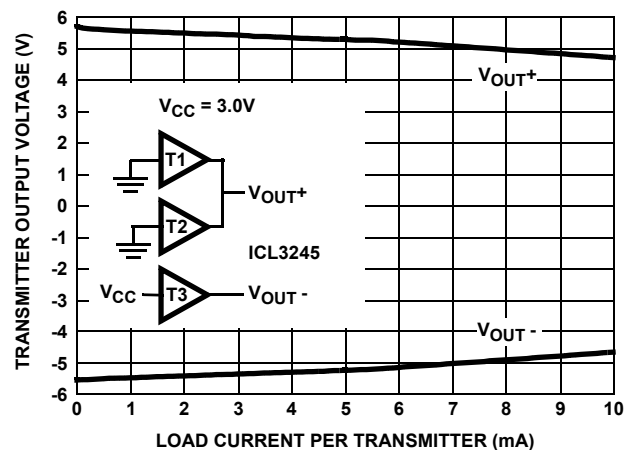 TRANSMITTER OUTPUT VOLTAGE (V)
6
5
4
3
2
1
0
-1
-2
-3
-4
-5
-6
VOUT+
VCC = 3.0V
T1
VOUT+
T2
ICL3245
VCC
T3
VOUT -
VOUT -
0 1 2 3 4 5 6 7 8 9 10
LOAD CURRENT PER TRANSMITTER (mA)